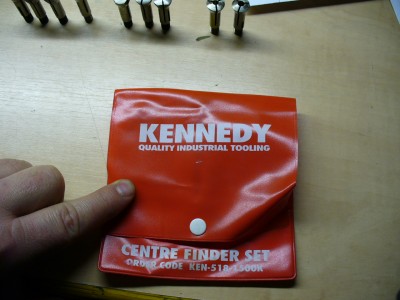 KENNEDY
QUALITY INDUSTRIAL TOOLING
CENTRE FINDER SET
ORDER CODE KEN-518-1500K